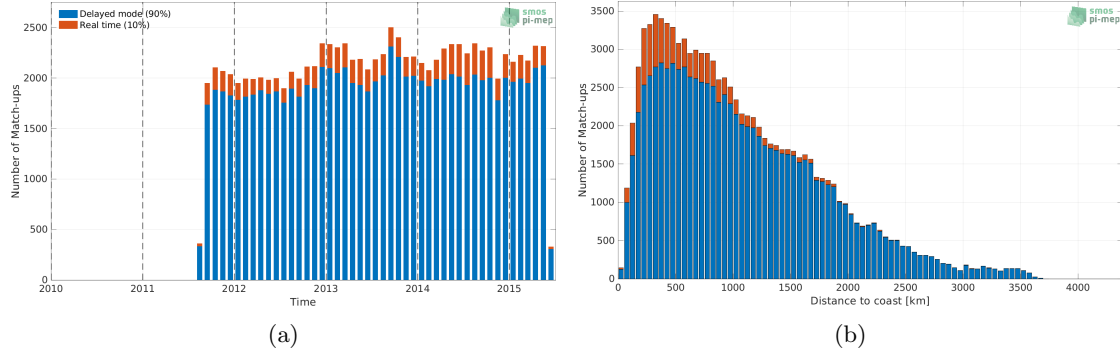 Delayed mode (90%)
Real time (10%)
smos
pi-mep
2500
2000
1500
1000
500
0
Number of Match-ups
2010 2011 2012 2013 2014 2015
Time
(a)
smos
pi-mep
3500
3000
2500
2000
1500
1000
500
0
Number of Match-ups
0 500 1000 1500 2000 2500 3000 3500 4000
Distance to coast [km]
(b)